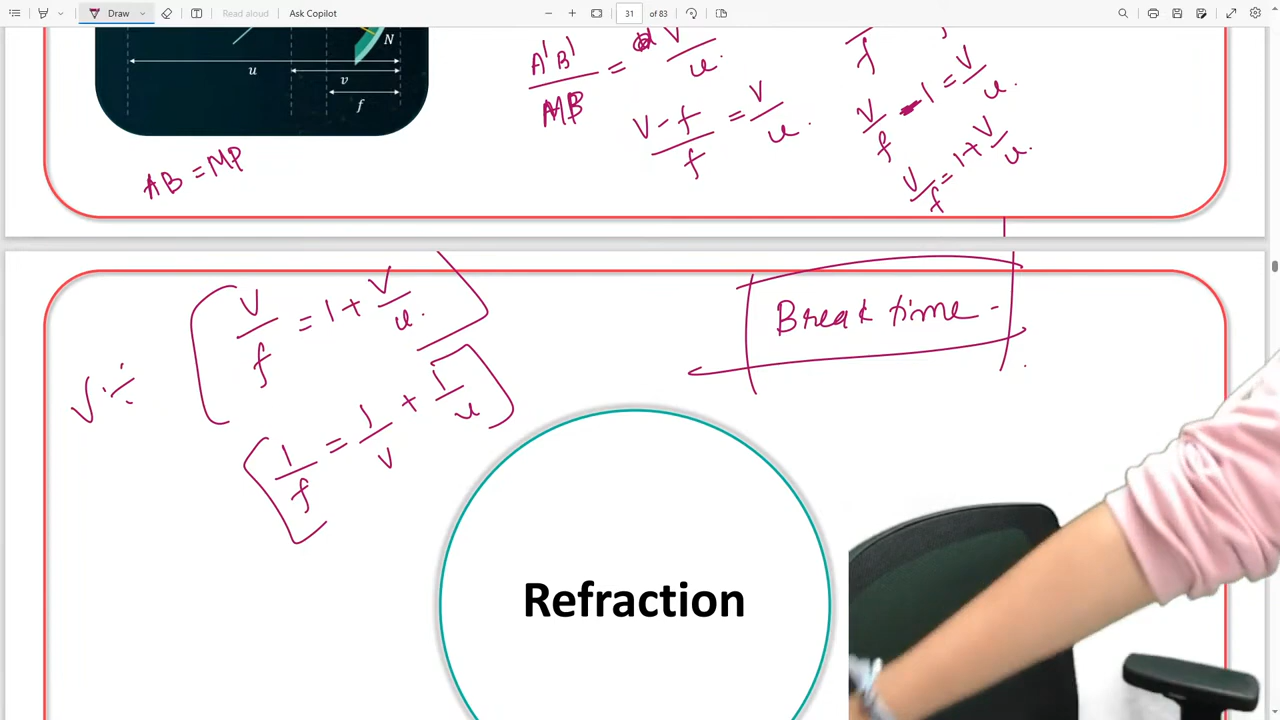 Draw
Read aloud
Ask Copilot
31
of 83
N
u
v
f
AB = MP
A'B'/AB = v/u
v - f/f = v/u.
v/f - 1 = v/u.
v/f = 1 + v/u.
v/f = 1 + v/u.
v ÷
1/f = 1/v + 1/u
Break time -
Refraction